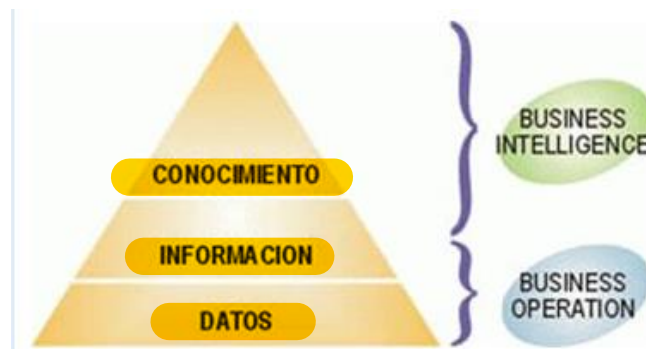 CONOCIMIENTO
INFORMACION
DATOS
BUSINESS
INTELLIGENCE
BUSINESS
OPERATION